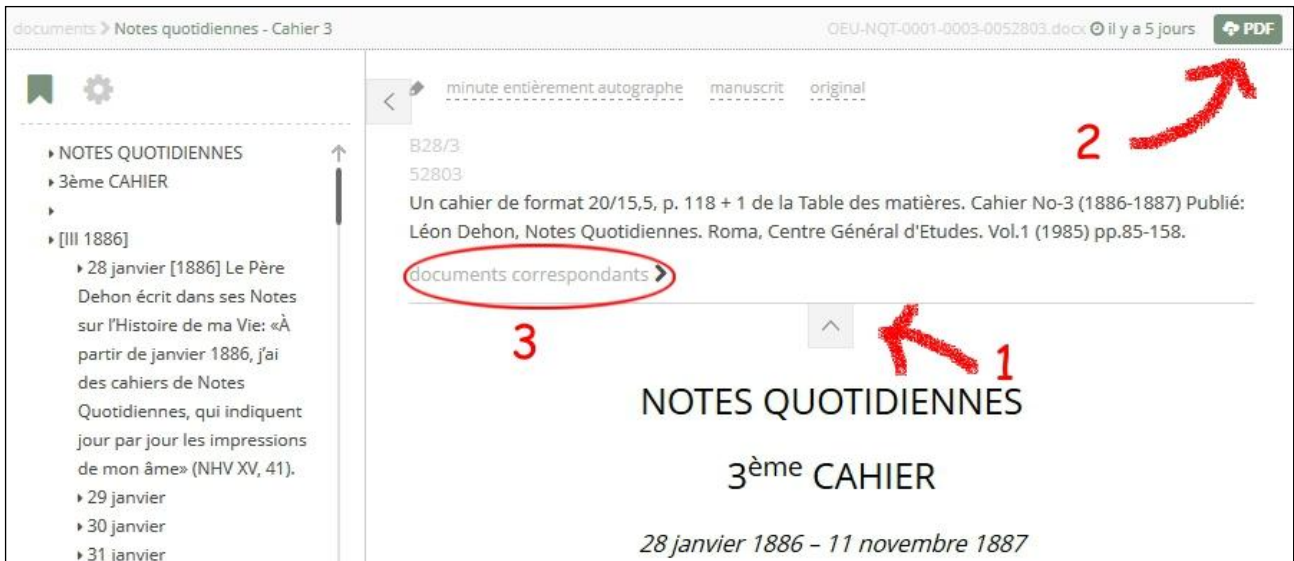 documents > Notes quotidiennes - Cahier 3
OEU-NQT-0001-0003-0052803.docx il y a 5 jours PDF
NOTES QUOTIDIENNES
3ème CAHIER
[III 1886]
28 janvier [1886] Le Père
Dehon écrit dans ses Notes
sur l'Histoire de ma Vie: «À
partir de janvier 1886, j'ai
des cahiers de Notes
Quotidiennes, qui indiquent
jour par jour les impressions
de mon âme» (NHV XV, 41).
29 janvier
30 janvier
31 janvier
minute entièrement autographe manuscrit original
2
B28/3
52803
Un cahier de format 20/15,5, p. 118 + 1 de la Table des matières. Cahier No-3 (1886-1887) Publié:
Léon Dehon, Notes Quotidiennes. Roma, Centre Général d'Etudes. Vol.1 (1985) pp.85-158.
documents correspondants >
3
1
NOTES QUOTIDIENNES
3ème CAHIER
28 janvier 1886 – 11 novembre 1887